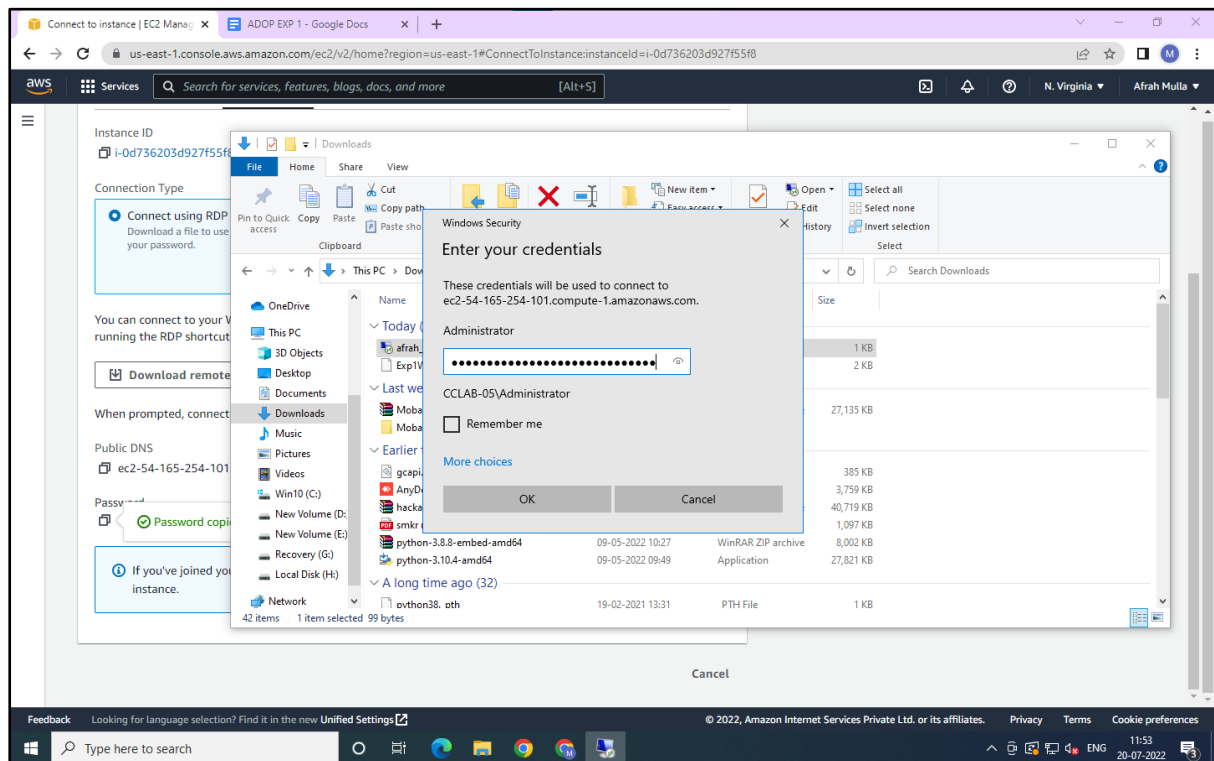 Connect to instance | EC2 Manag
ADOP EXP 1 - Google Docs
us-east-1.console.aws.amazon.com/ec2/v2/home?region=us-east-1#ConnectToInstance:instanceId=i-0d736203d927f55f8
M
aws
Services
Search for services, features, blogs, docs, and more
[Alt+S]
N. Virginia
Afrah Mulla
Instance ID
i-0d736203d927f55f8
Connection Type
Connect using RDP
Download a file to use
your password.
You can connect to your W
running the RDP shortcut
Download remote
When prompted, connect
Public DNS
ec2-54-165-254-101
Password
Password copi
If you've joined you
instance.
Cancel
Downloads
File Home Share View
Pin to Quick
access
Copy
Paste
Cut
Copy path
Paste sho
Clipboard
New item
Easy access
Open
Edit
History
Select all
Select none
Invert selection
Select
This PC > Dow
Search Downloads
OneDrive
This PC
3D Objects
Desktop
Documents
Downloads
Music
Pictures
Videos
Win10 (C:)
New Volume (D:
New Volume (E:)
Recovery (G:)
Local Disk (H:)
Network
Name
Size
Today (
afrah_
1 KB
Exp1V
2 KB
Last we
Moba
27,135 KB
Moba
Earlier
gcapi.
385 KB
AnyDe
3,759 KB
hacka
40,719 KB
smkr
1,097 KB
python-3.8.8-embed-amd64 09-05-2022 10:27 WinRAR ZIP archive 8,002 KB
python-3.10.4-amd64 09-05-2022 09:49 Application 27,821 KB
A long time ago (32)
python38._pth 19-02-2021 13:31 PTH File 1 KB
42 items 1 item selected 99 bytes
Windows Security
Enter your credentials
These credentials will be used to connect to
ec2-54-165-254-101.compute-1.amazonaws.com.
Administrator
CCLAB-05\Administrator
Remember me
More choices
OK
Cancel
Feedback
Looking for language selection? Find it in the new Unified Settings
© 2022, Amazon Internet Services Private Ltd. or its affiliates.
Privacy
Terms
Cookie preferences
Type here to search
ENG
11:53
20-07-2022
3